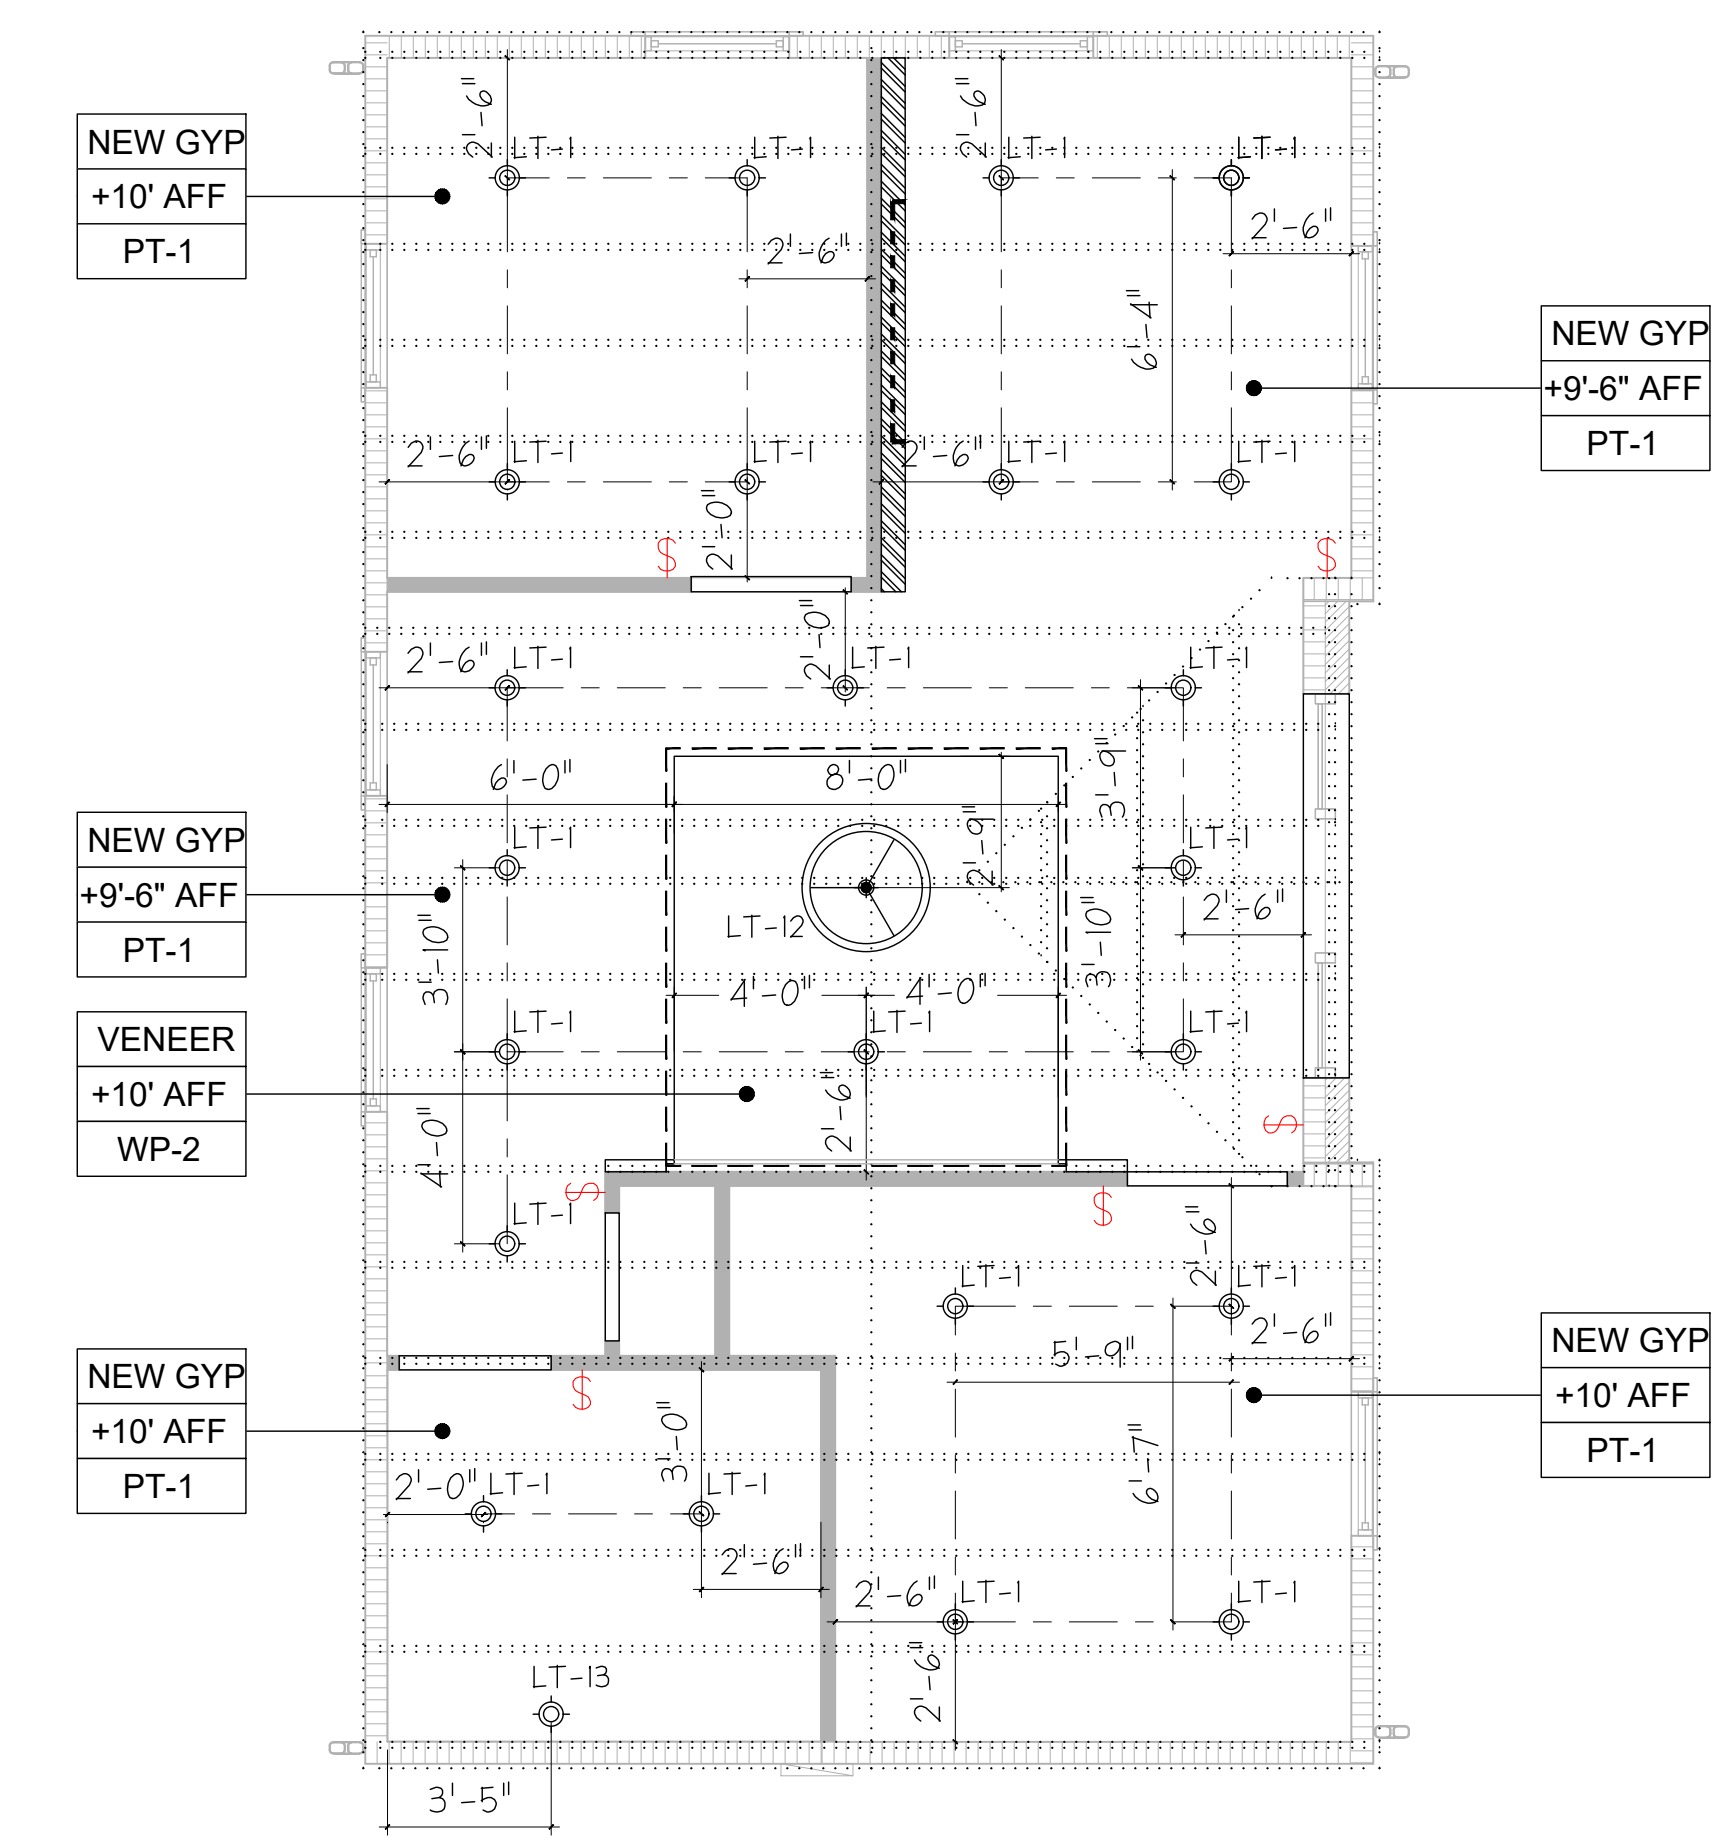 2'-6"
2'-6"
LT-1
LT-1
LT-1
LT-1
NEW GYP
+10' AFF
PT-1
2'-6"
2'-6"
6'-4"
NEW GYP
+9'-6" AFF
PT-1
2'-6"
LT-1
LT-1
2'-6"
LT-1
LT-1
2'-0"
$
$
2'-0"
2'-6"
LT-1
LT-1
LT-1
6'-0"
8'-0"
3'-9"
2'-9"
LT-1
LT-1
NEW GYP
+9'-6" AFF
PT-1
2'-6"
LT-12
3'-10"
3'-10"
4'-0"
4'-0"
LT-1
LT-1
LT-1
VENEER
+10' AFF
WP-2
2'-6"
4'-0"
$
$
$
LT-1
2'-6"
LT-1
LT-1
2'-6"
5'-9"
NEW GYP
+10' AFF
PT-1
NEW GYP
+10' AFF
PT-1
$
3'-0"
6'-7"
2'-0"
LT-1
LT-1
2'-6"
2'-6"
LT-1
LT-1
2'-6"
LT-13
3'-5"